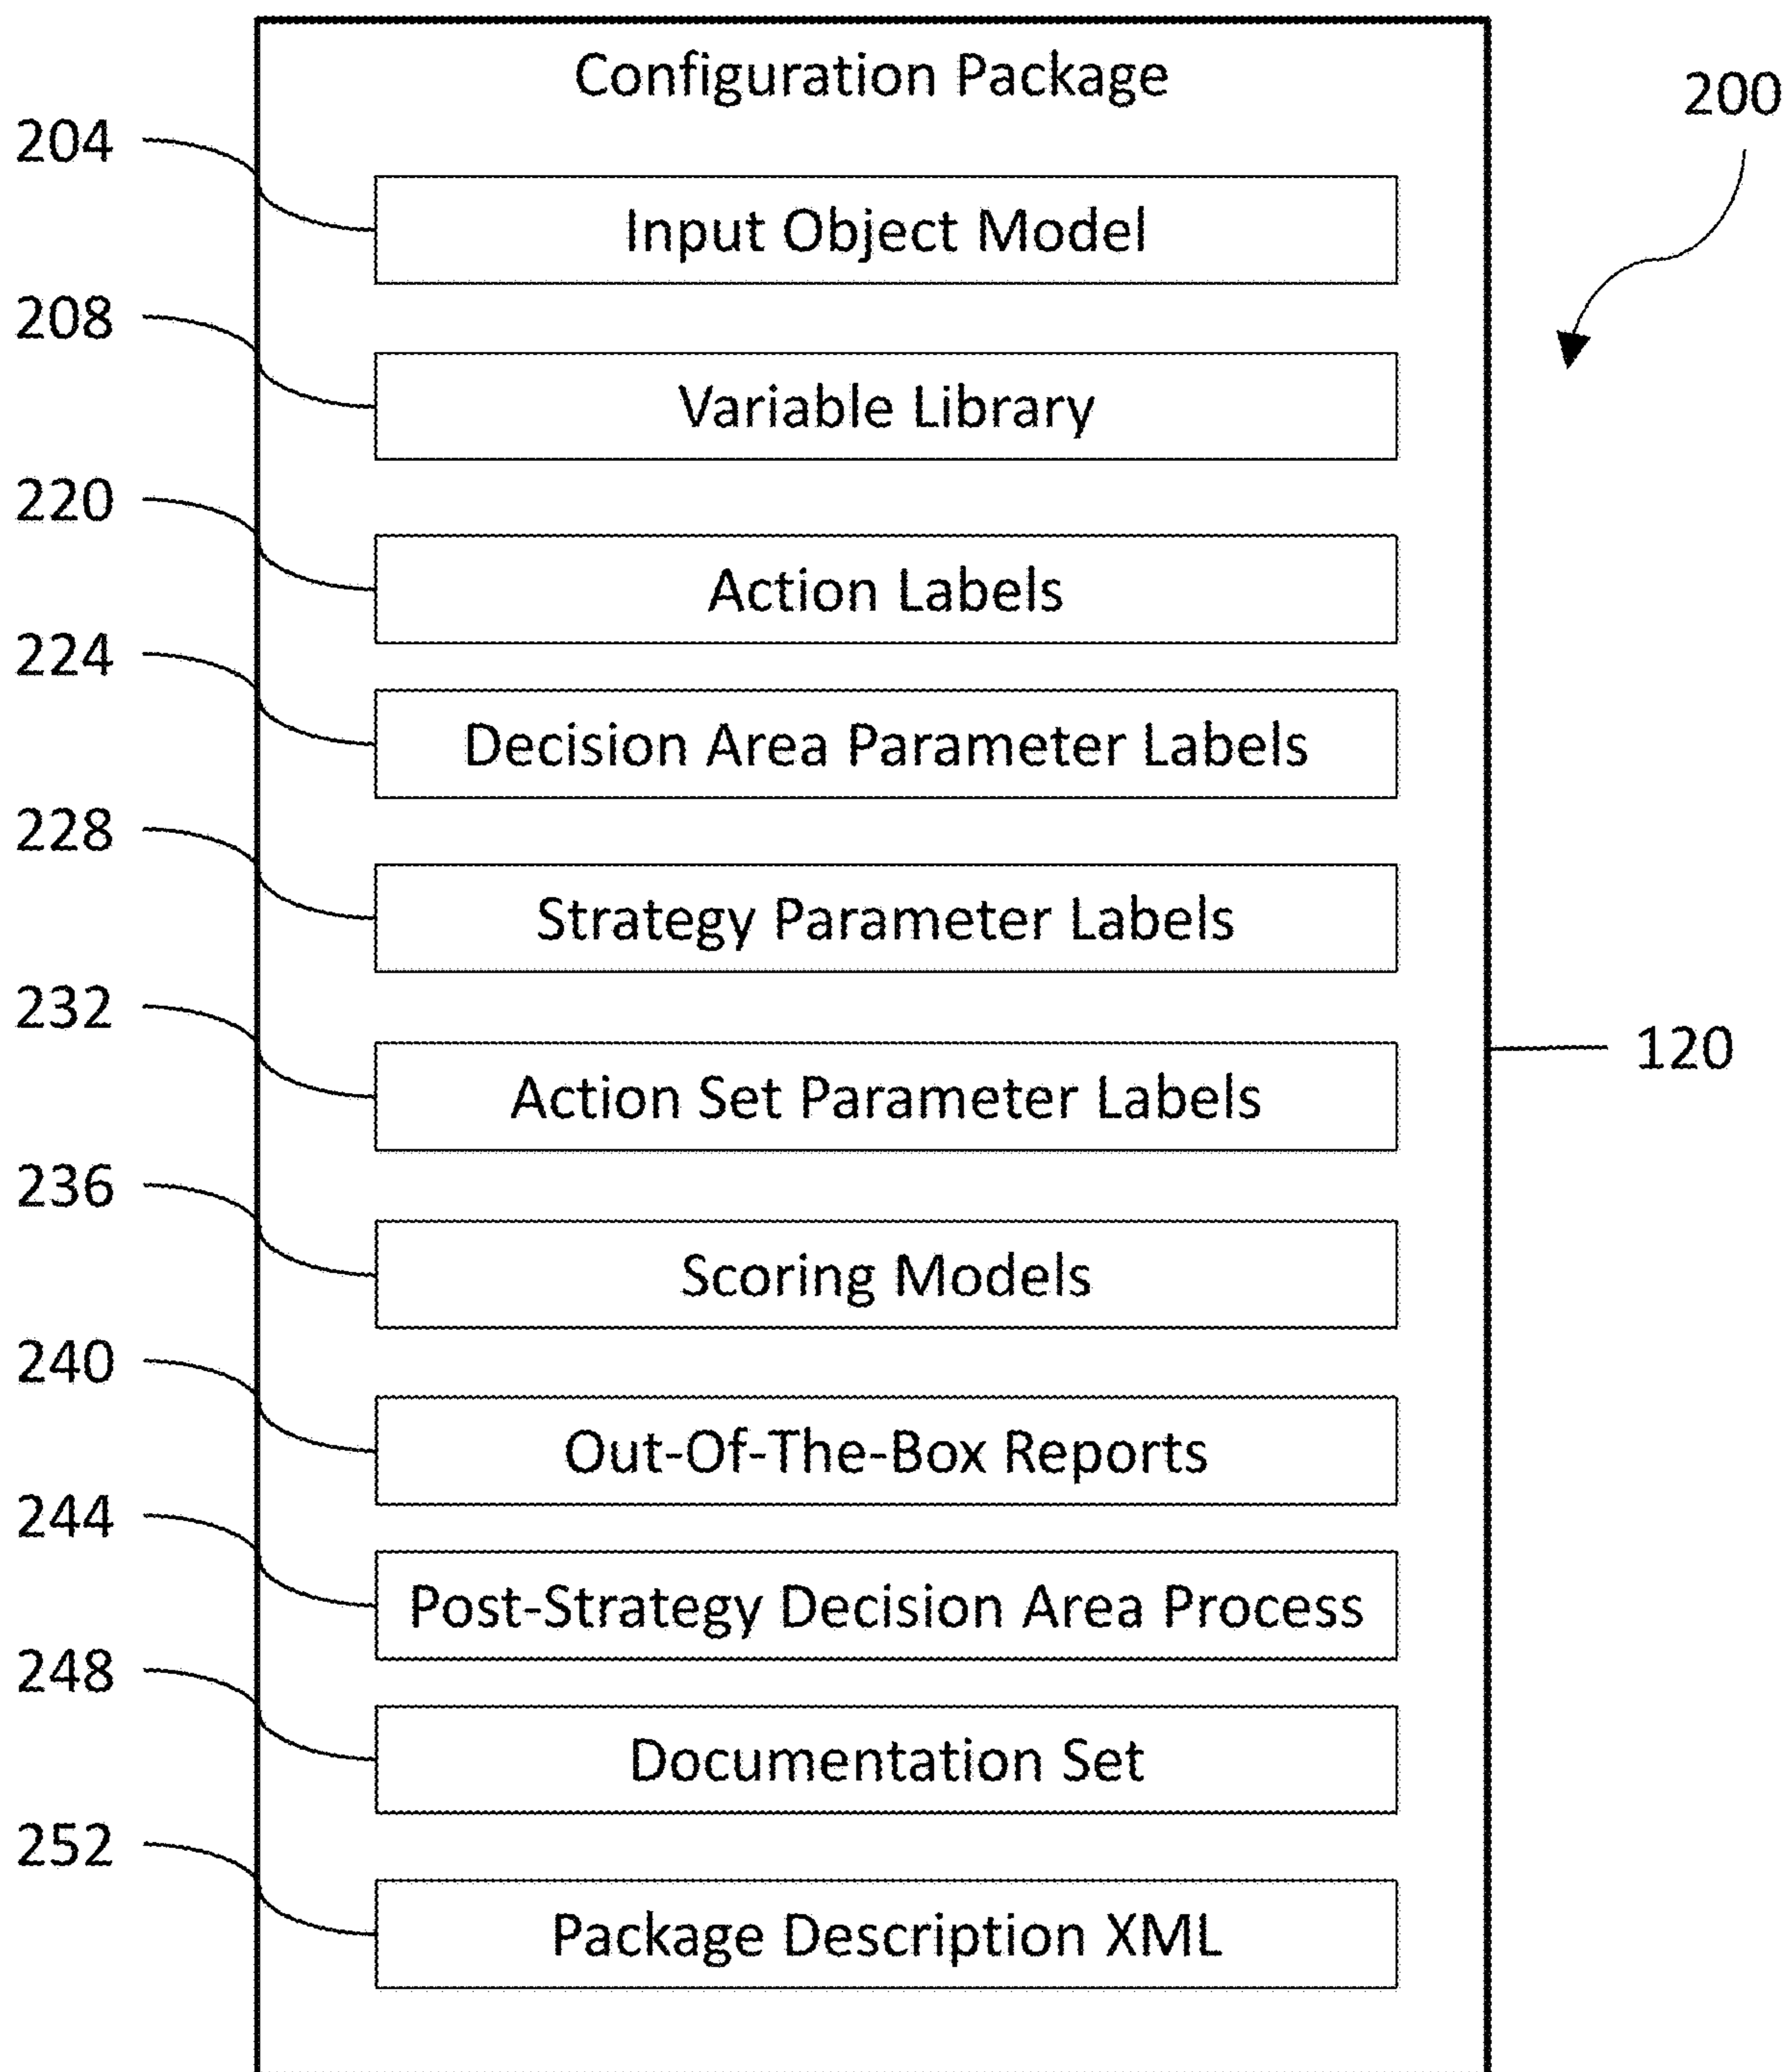 Configuration Package
200
204
Input Object Model
208
Variable Library
220
Action Labels
224
Decision Area Parameter Labels
228
Strategy Parameter Labels
232
120
Action Set Parameter Labels
236
Scoring Models
240
Out-Of-The-Box Reports
244
Post-Strategy Decision Area Process
248
Documentation Set
252
Package Description XML